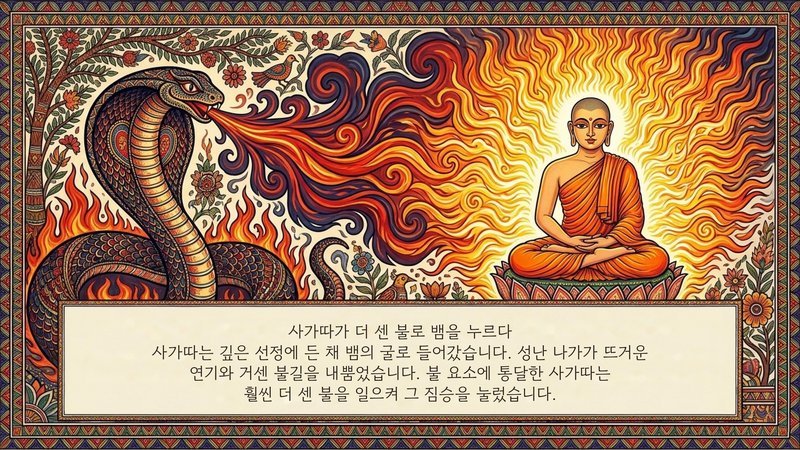 사가따가 더 센 불로 뱀을 누르다
사가따는 깊은 선정에 든 채 뱀의 굴로 들어갔습니다. 성난 나가가 뜨거운
연기와 거센 불길을 내뿜었습니다. 불 요소에 통달한 사가따는
훨씬 더 센 불을 일으켜 그 짐승을 눌렀습니다.